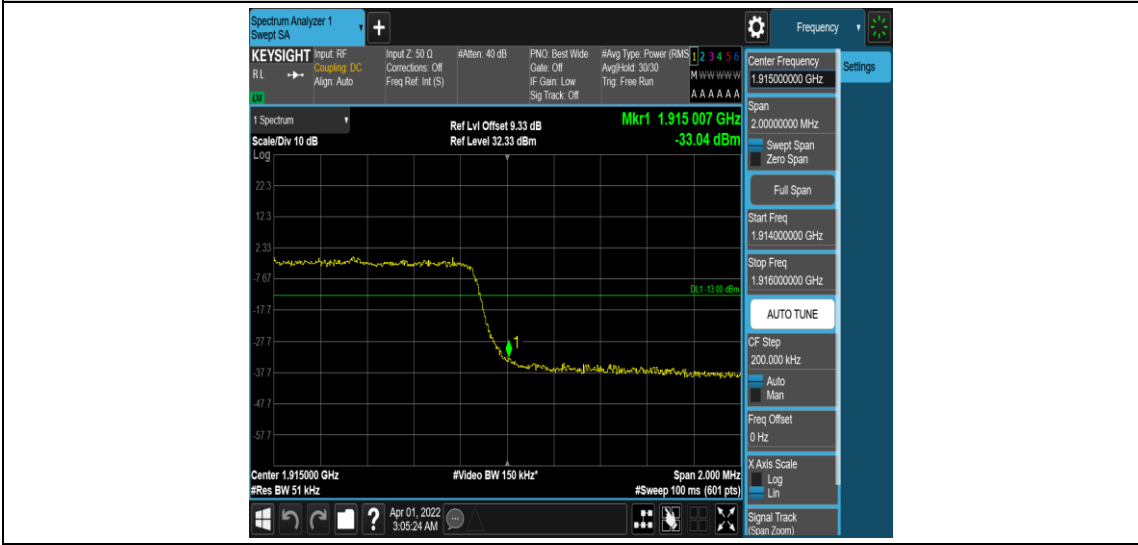 Spectrum Analyzer 1
Swept SA
+
Frequency
KEYSIGHT
R L
LXI
Input: RF
Coupling: DC
Align: Auto
Input Z: 50 Ω
Corrections: Off
Freq Ref: Int (S)
#Atten: 40 dB
PNO: Best Wide
Gate: Off
IF Gain: Low
Sig Track: Off
#Avg Type: Power (RMS
Avg|Hold: 30/30
Trig: Free Run
1 2 3 4 5 6
M W W W W W
A A A A A A
1 Spectrum
Scale/Div 10 dB
Log
Ref Lvl Offset 9.33 dB
Ref Level 32.33 dBm
Mkr1 1.915 007 GHz
-33.04 dBm
22.3
12.3
2.33
-7.67
DL1 -13.00 dBm
-17.7
-27.7
1
-37.7
-47.7
-57.7
Center 1.915000 GHz
#Res BW 51 kHz
#Video BW 150 kHz*
Span 2.000 MHz
#Sweep 100 ms (601 pts)
Center Frequency
1.915000000 GHz
Settings
Span
2.00000000 MHz
Swept Span
Zero Span
Full Span
Start Freq
1.914000000 GHz
Stop Freq
1.916000000 GHz
AUTO TUNE
CF Step
200.000 kHz
Auto
Man
Freq Offset
0 Hz
X Axis Scale
Log
Lin
Signal Track
(Span Zoom)
?
Apr 01, 2022
3:05:24 AM